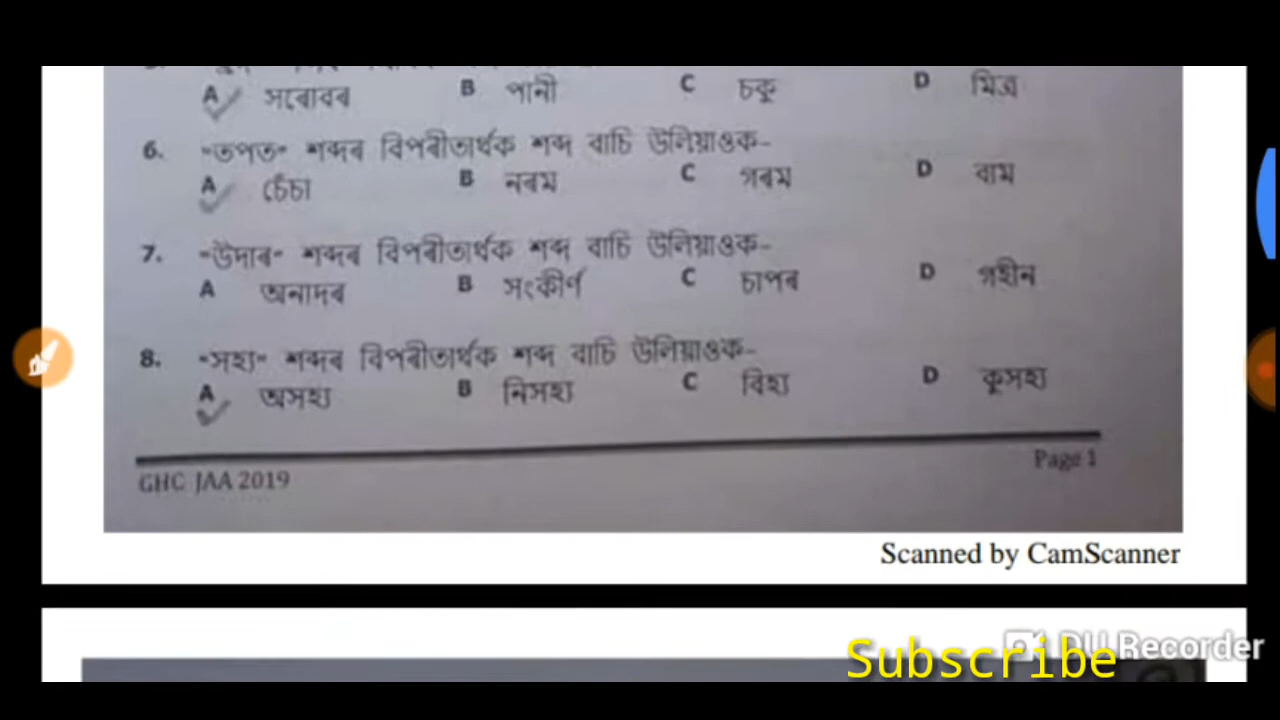 A সৰোবৰ B পানী C চকু D মিত্ৰ
6. "তপত" শব্দৰ বিপৰীতাৰ্থক শব্দ বাচি উলিয়াওক-
A চেঁচা B নৰম C গৰম D বাম
7. "উদাৰ" শব্দৰ বিপৰীতাৰ্থক শব্দ বাচি উলিয়াওক-
A অনাদৰ B সংকীৰ্ণ C চাপৰ D গহীন
8. "সহ্য" শব্দৰ বিপৰীতাৰ্থক শব্দ বাচি উলিয়াওক-
A অসহ্য B নিসহ্য C বিহ্য D কুসহ্য
GHC JAA 2019 Page 1
Scanned by CamScanner
DU Recorder
Subscribe